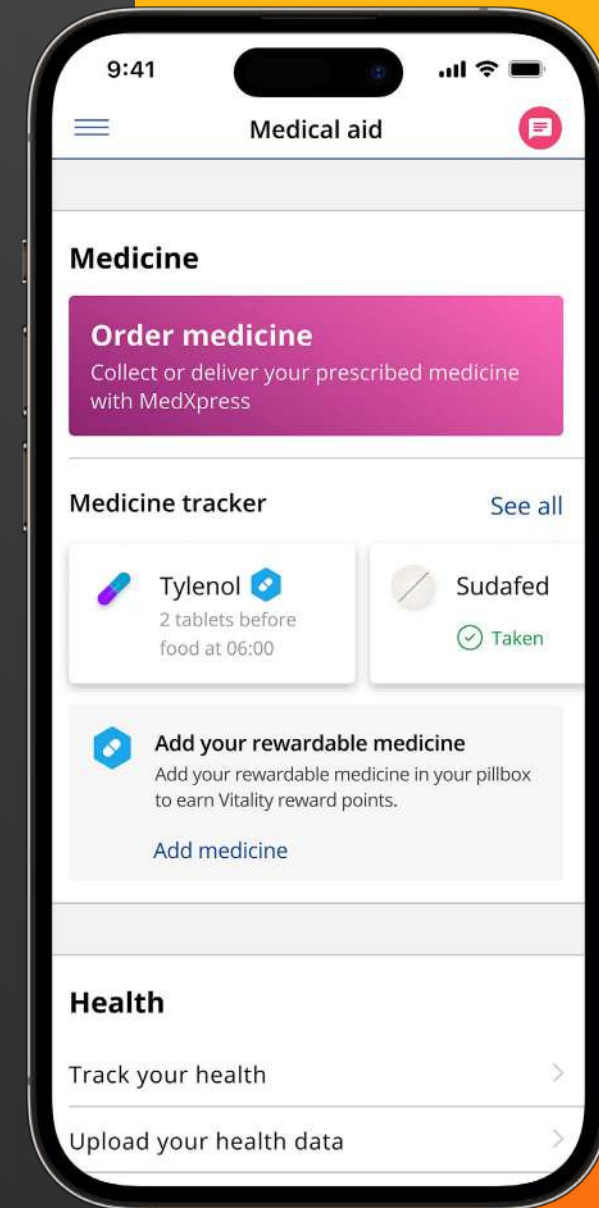 9:41
Medical aid
Medicine
Order medicine
Collect or deliver your prescribed medicine
with MedXpress
Medicine tracker
See all
Tylenol
2 tablets before
food at 06:00
Sudafed
Taken
Add your rewardable medicine
Add your rewardable medicine in your pillbox
to earn Vitality reward points.
Add medicine
Health
Track your health
Upload your health data